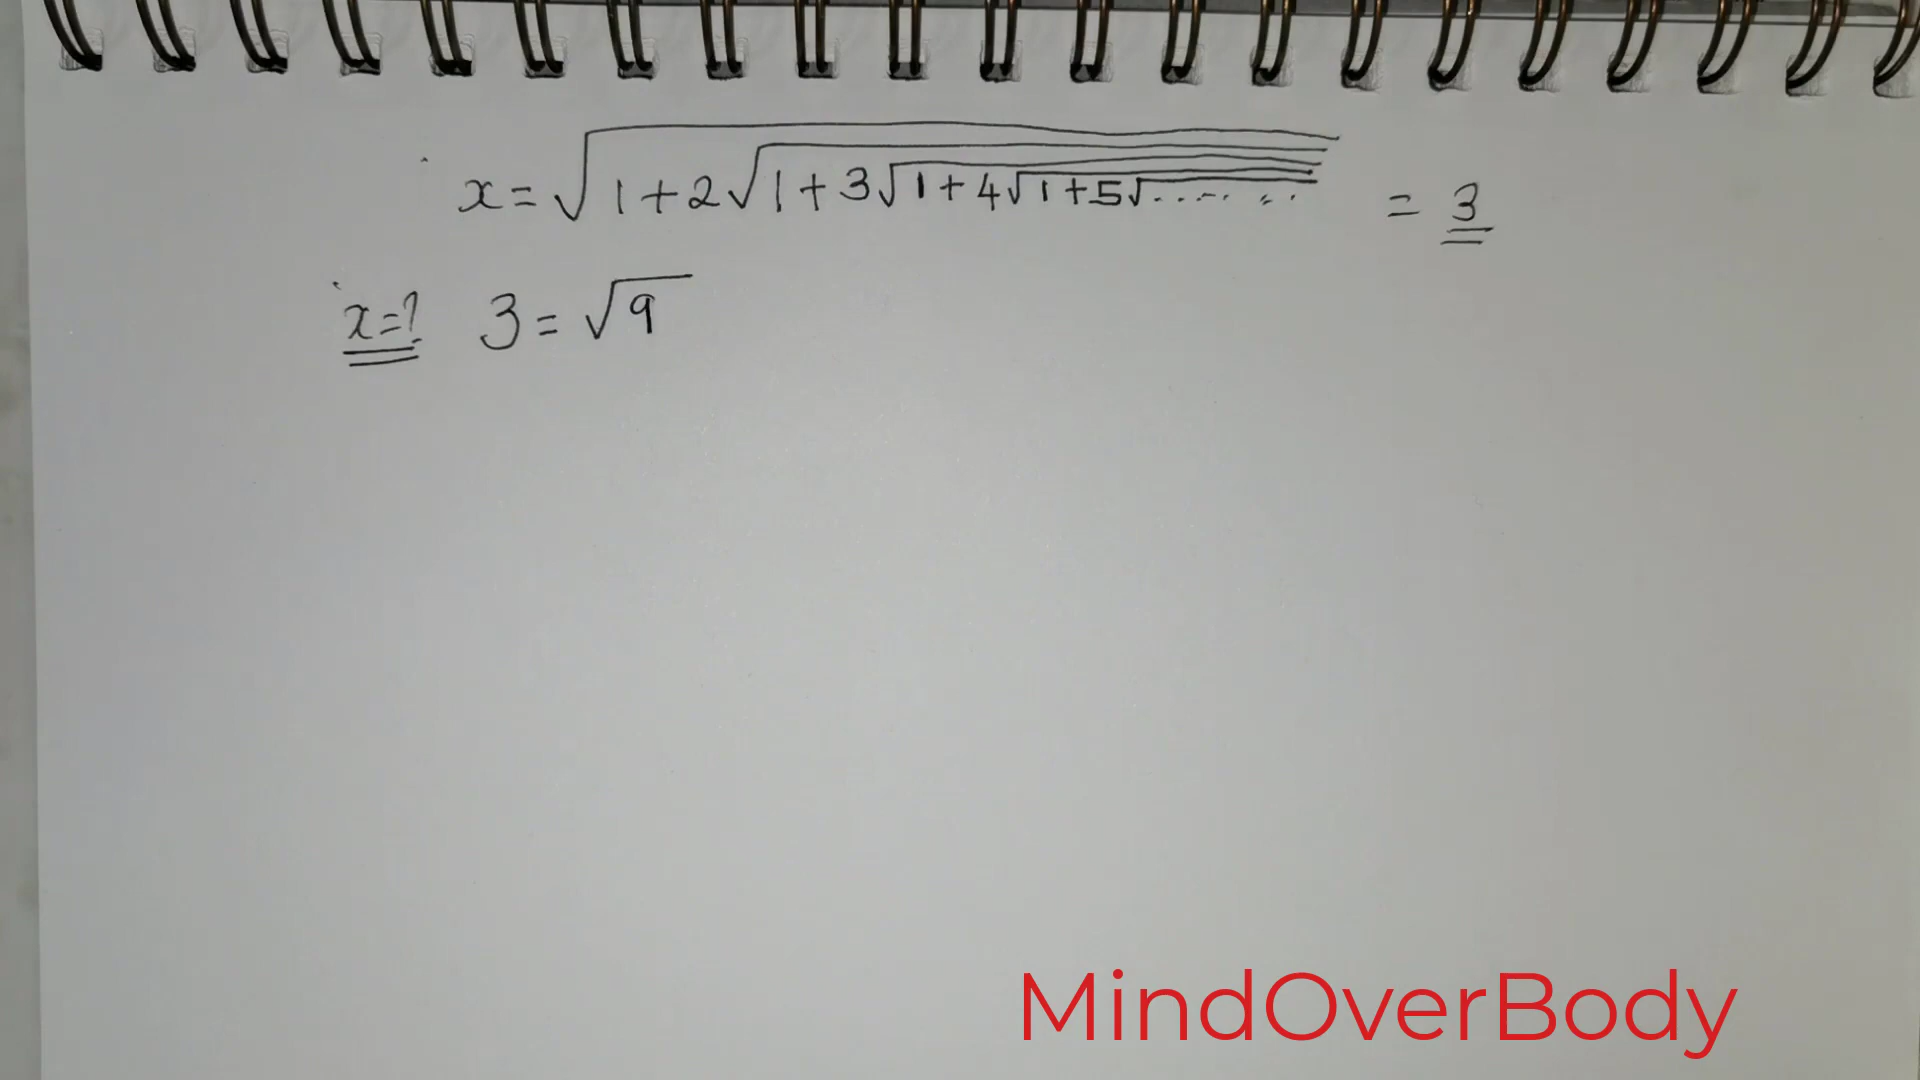 x = √1+2√1+3√1+4√1+5√....... = 3
x=? 3 = √9
MindOverBody